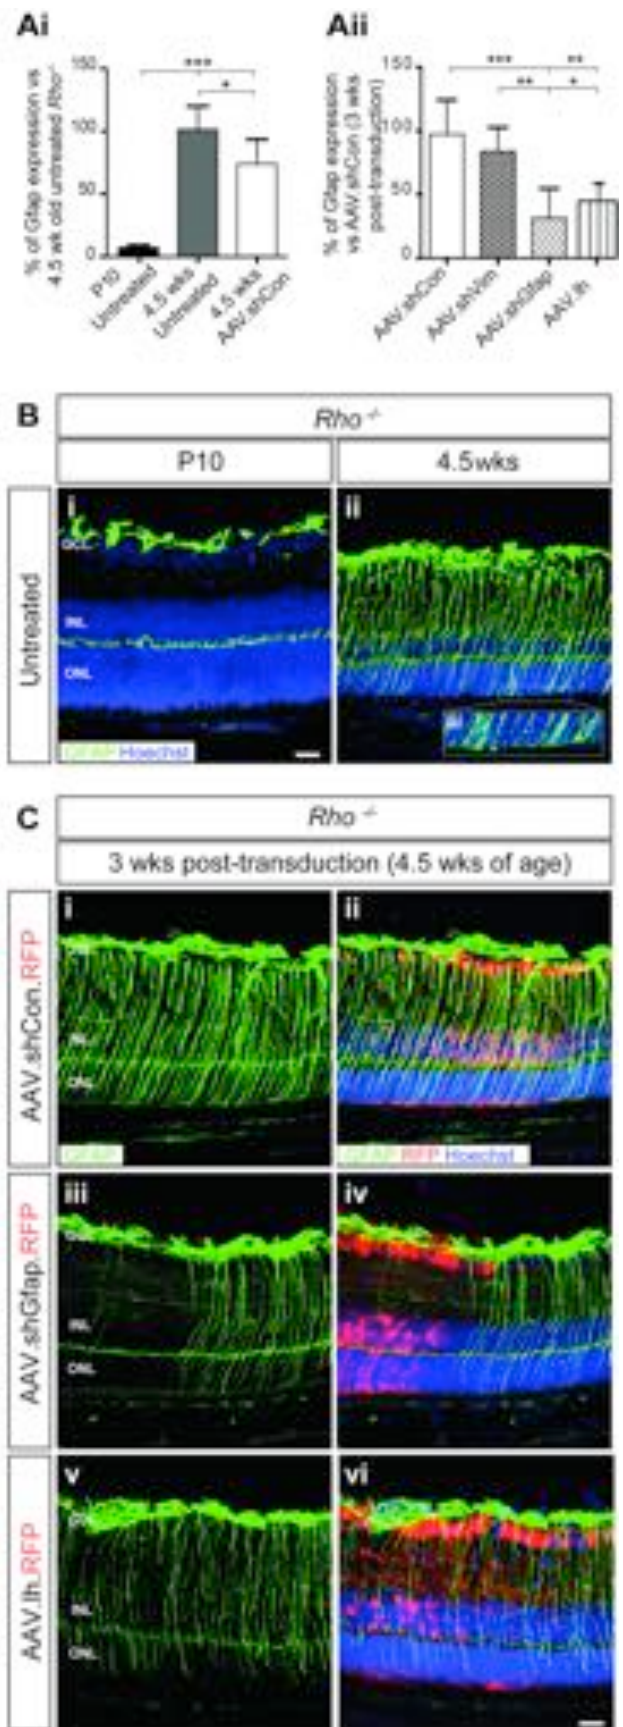 Ai
% of Gfap expression vs
4.5 wk old untreated Rho-/-
150
100
50
0
***
*
P10
Untreated
4.5 wks
Untreated
4.5 wks
AAV.shCon
Aii
% of Gfap expression
vs AAV shCon (3 wks
post-transduction)
150
100
50
0
*** **
** *
AAV.shCon
AAV.shVim
AAV.shGfap
AAV.Ih
B
Rho -/-
P10
4.5wks
Untreated
i
GCL
INL
ONL
GFAP Hoechst
ii
C
Rho -/-
3 wks post-transduction (4.5 wks of age)
AAV.shCon.RFP
i
ONL
GFAP
ii
GFAP RFP Hoechst
AAV.shGfap.RFP
iii
INL
ONL
iv
AAV.Ih.RFP
v
INL
ONL
vi